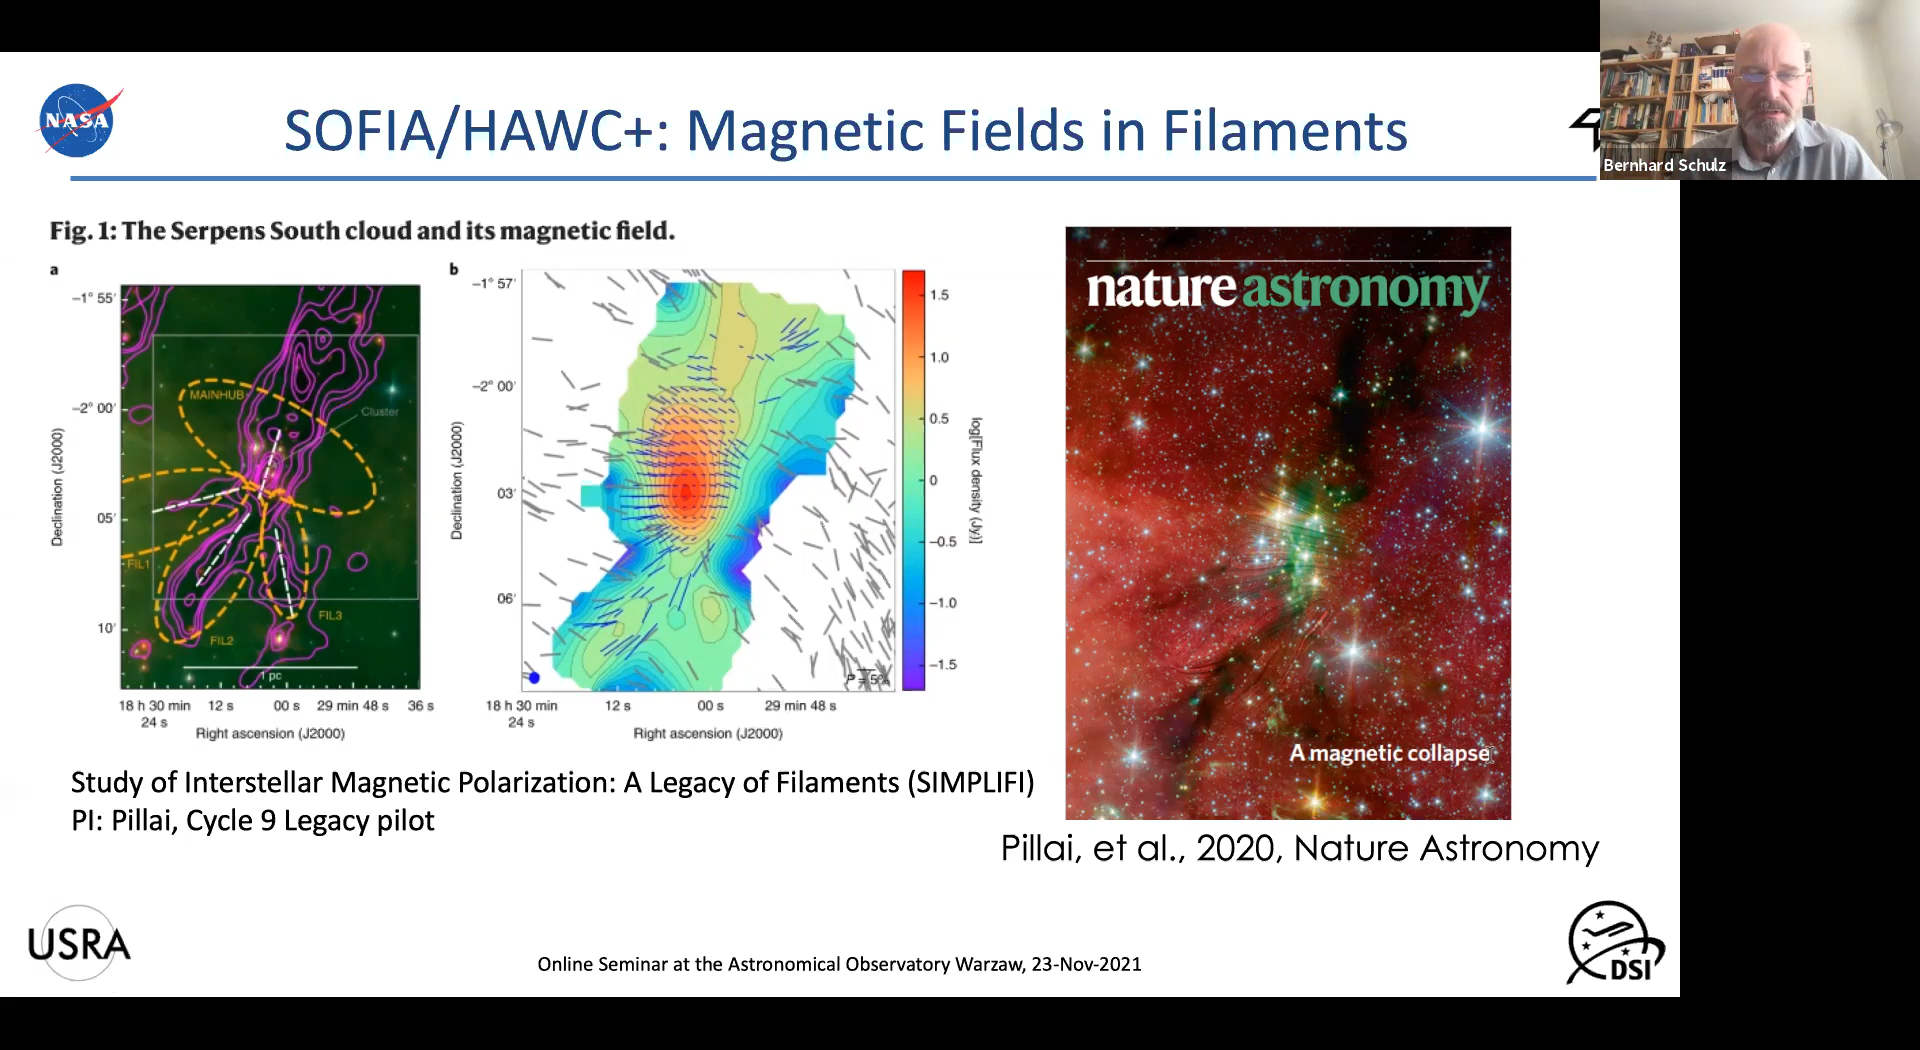 NASA
SOFIA/HAWC+: Magnetic Fields in Filaments
Bernhard Schulz
Fig. 1: The Serpens South cloud and its magnetic field.
a
−1° 55′
−2° 00′
05′
10′
Declination (J2000)
MAINHUB
Cluster
FIL1
FIL2
FIL3
1 pc
18 h 30 min 12 s 00 s 29 min 48 s 36 s
24 s
Right ascension (J2000)
b
−1° 57′
−2° 00′
03′
06′
Declination (J2000)
P = 5%
18 h 30 min 12 s 00 s 29 min 48 s
24 s
Right ascension (J2000)
1.5
1.0
0.5
0
−0.5
−1.0
−1.5
log[Flux density (Jy)]
nature astronomy
A magnetic collapse
Study of Interstellar Magnetic Polarization: A Legacy of Filaments (SIMPLIFI)
PI: Pillai, Cycle 9 Legacy pilot
Pillai, et al., 2020, Nature Astronomy
USRA
Online Seminar at the Astronomical Observatory Warzaw, 23-Nov-2021
DSI